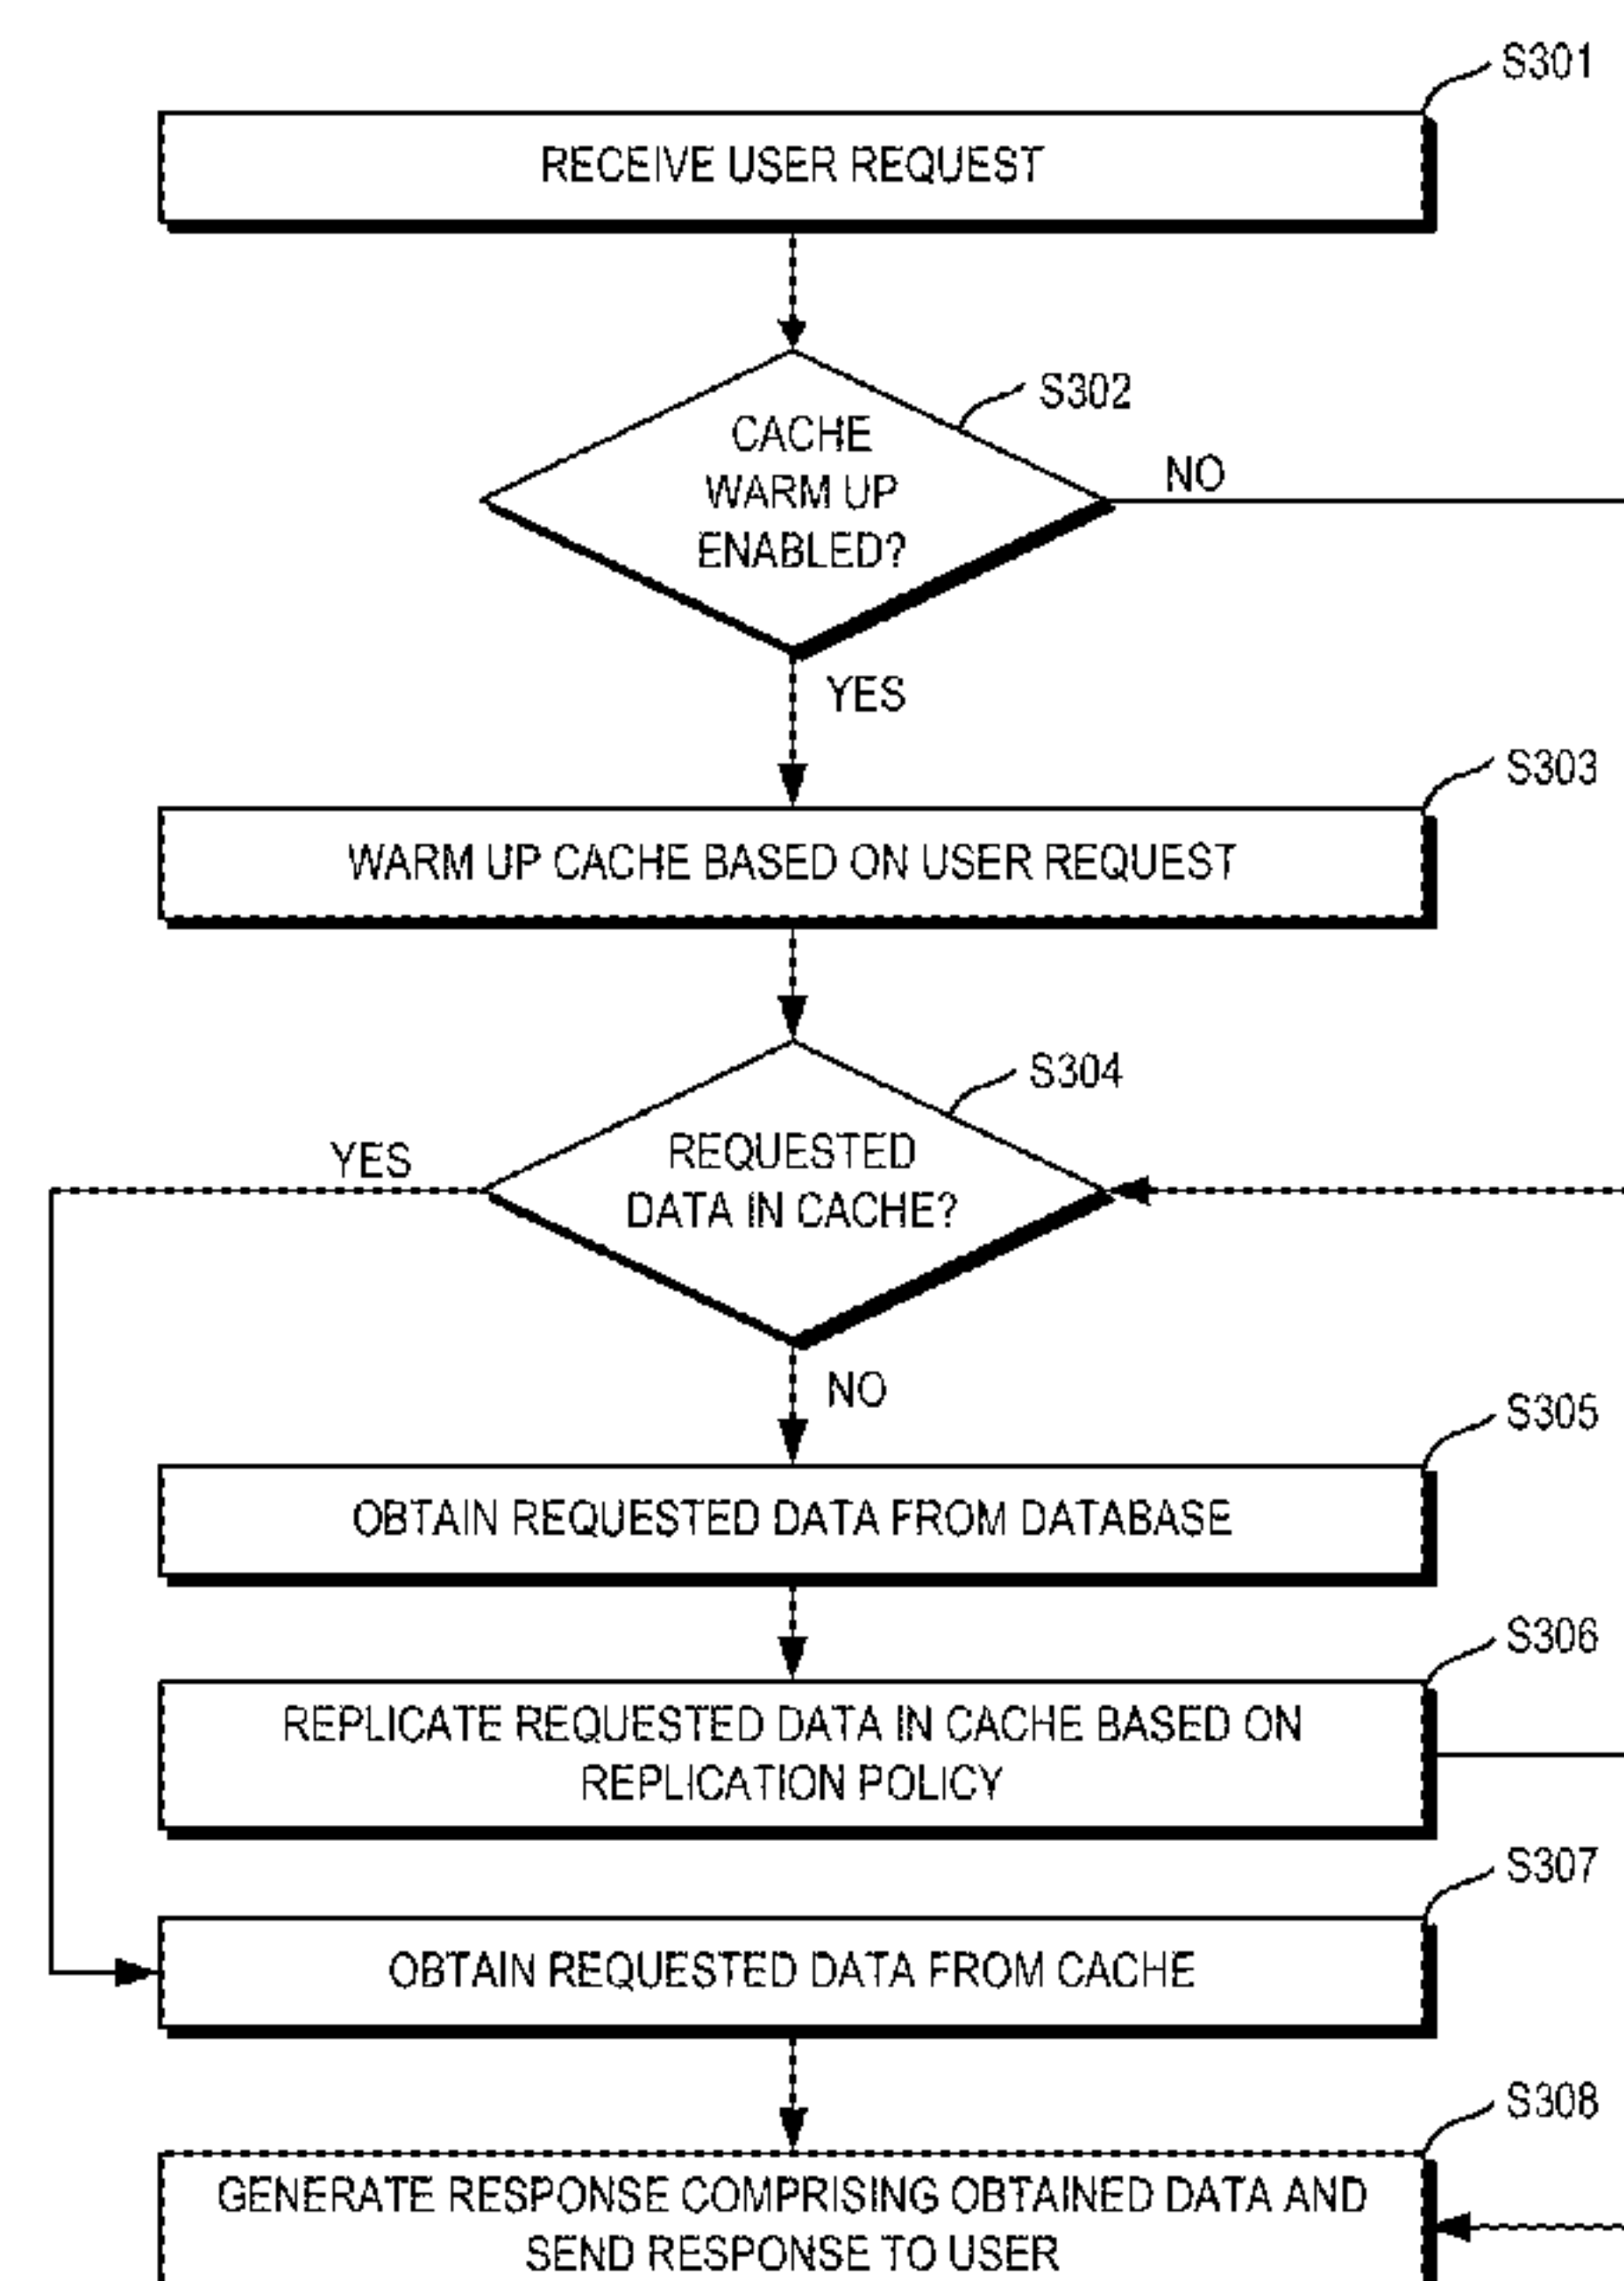 S301
RECEIVE USER REQUEST
S302
CACHE
WARM UP
ENABLED?
NO
YES
S303
WARM UP CACHE BASED ON USER REQUEST
S304
YES
REQUESTED
DATA IN CACHE?
NO
S305
OBTAIN REQUESTED DATA FROM DATABASE
S306
REPLICATE REQUESTED DATA IN CACHE BASED ON
REPLICATION POLICY
S307
OBTAIN REQUESTED DATA FROM CACHE
S308
GENERATE RESPONSE COMPRISING OBTAINED DATA AND
SEND RESPONSE TO USER